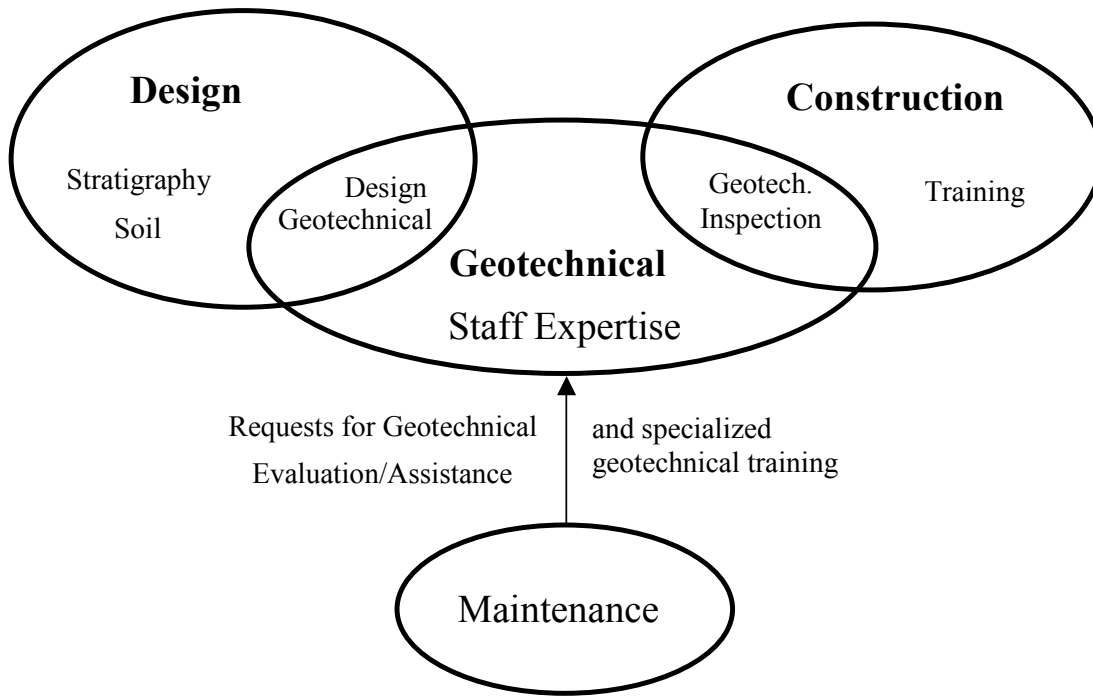 Design
Stratigraphy
Soil
Design
Geotechnical
Construction
Geotech.
Inspection
Training
Geotechnical
Staff Expertise
Requests for Geotechnical
Evaluation/Assistance
and specialized
geotechnical training
Maintenance